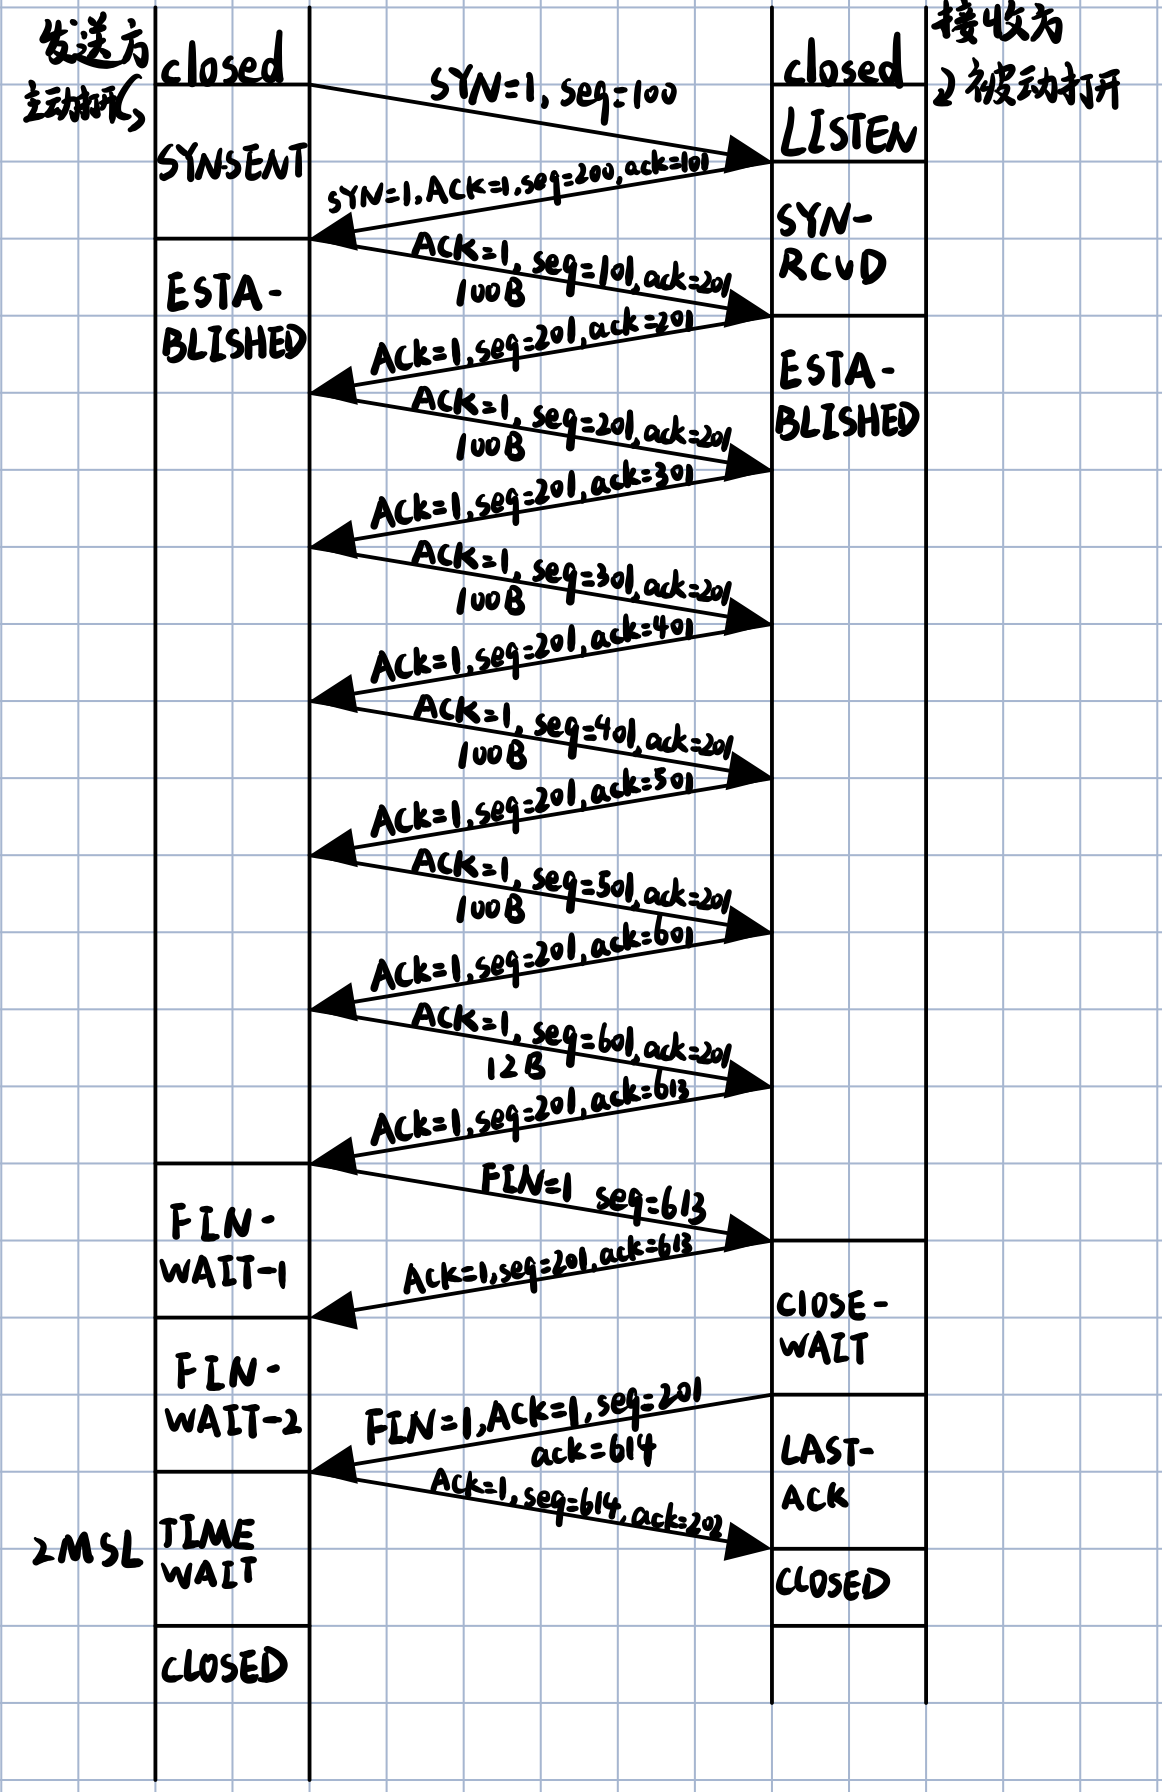 发送方
主动打开
closed
closed
接收方
被动打开
SYN=1, seq=100
LISTEN
SYN-SENT
SYN=1, ACK=1, seq=200, ack=101
SYN-
RCVD
ACK=1, seq=101, ack=201
100B
ESTA-
BLISHED
ACK=1, seq=201, ack=201
ESTA-
BLISHED
ACK=1, seq=201, ack=201
100B
ACK=1, seq=201, ack=301
ACK=1, seq=301, ack=201
100B
ACK=1, seq=201, ack=401
ACK=1, seq=401, ack=201
100B
ACK=1, seq=201, ack=501
ACK=1, seq=501, ack=201
100B
ACK=1, seq=201, ack=601
ACK=1, seq=601, ack=201
12B
ACK=1, seq=201, ack=613
FIN=1 seq=613
FIN-
WAIT-1
ACK=1, seq=201, ack=613
CLOSE-
WAIT
FIN-
WAIT-2
FIN=1, ACK=1, seq=201
ack=614
LAST-
ACK
ACK=1, seq=614, ack=202
2MSL
TIME
WAIT
CLOSED
CLOSED